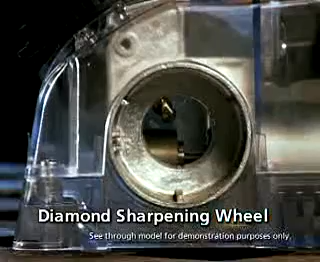 Diamond Sharpening Wheel
See through model for demonstration purposes only.